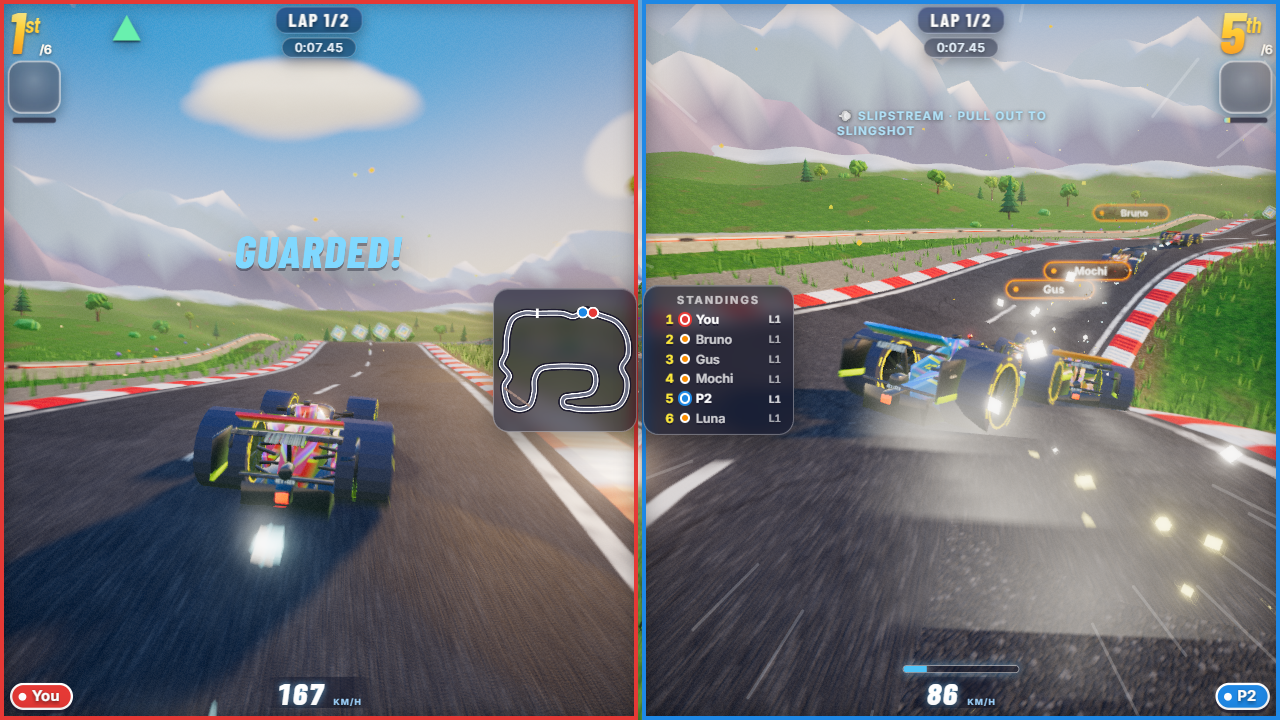 1st
/6
LAP 1/2
0:07.45
GUARDED!
167 KM/H
You
LAP 1/2
0:07.45
5th
/6
SLIPSTREAM · PULL OUT TO
SLINGSHOT
Bruno
Mochi
Gus
STANDINGS
1 You L1
2 Bruno L1
3 Gus L1
4 Mochi L1
5 P2 L1
6 Luna L1
86 KM/H
P2